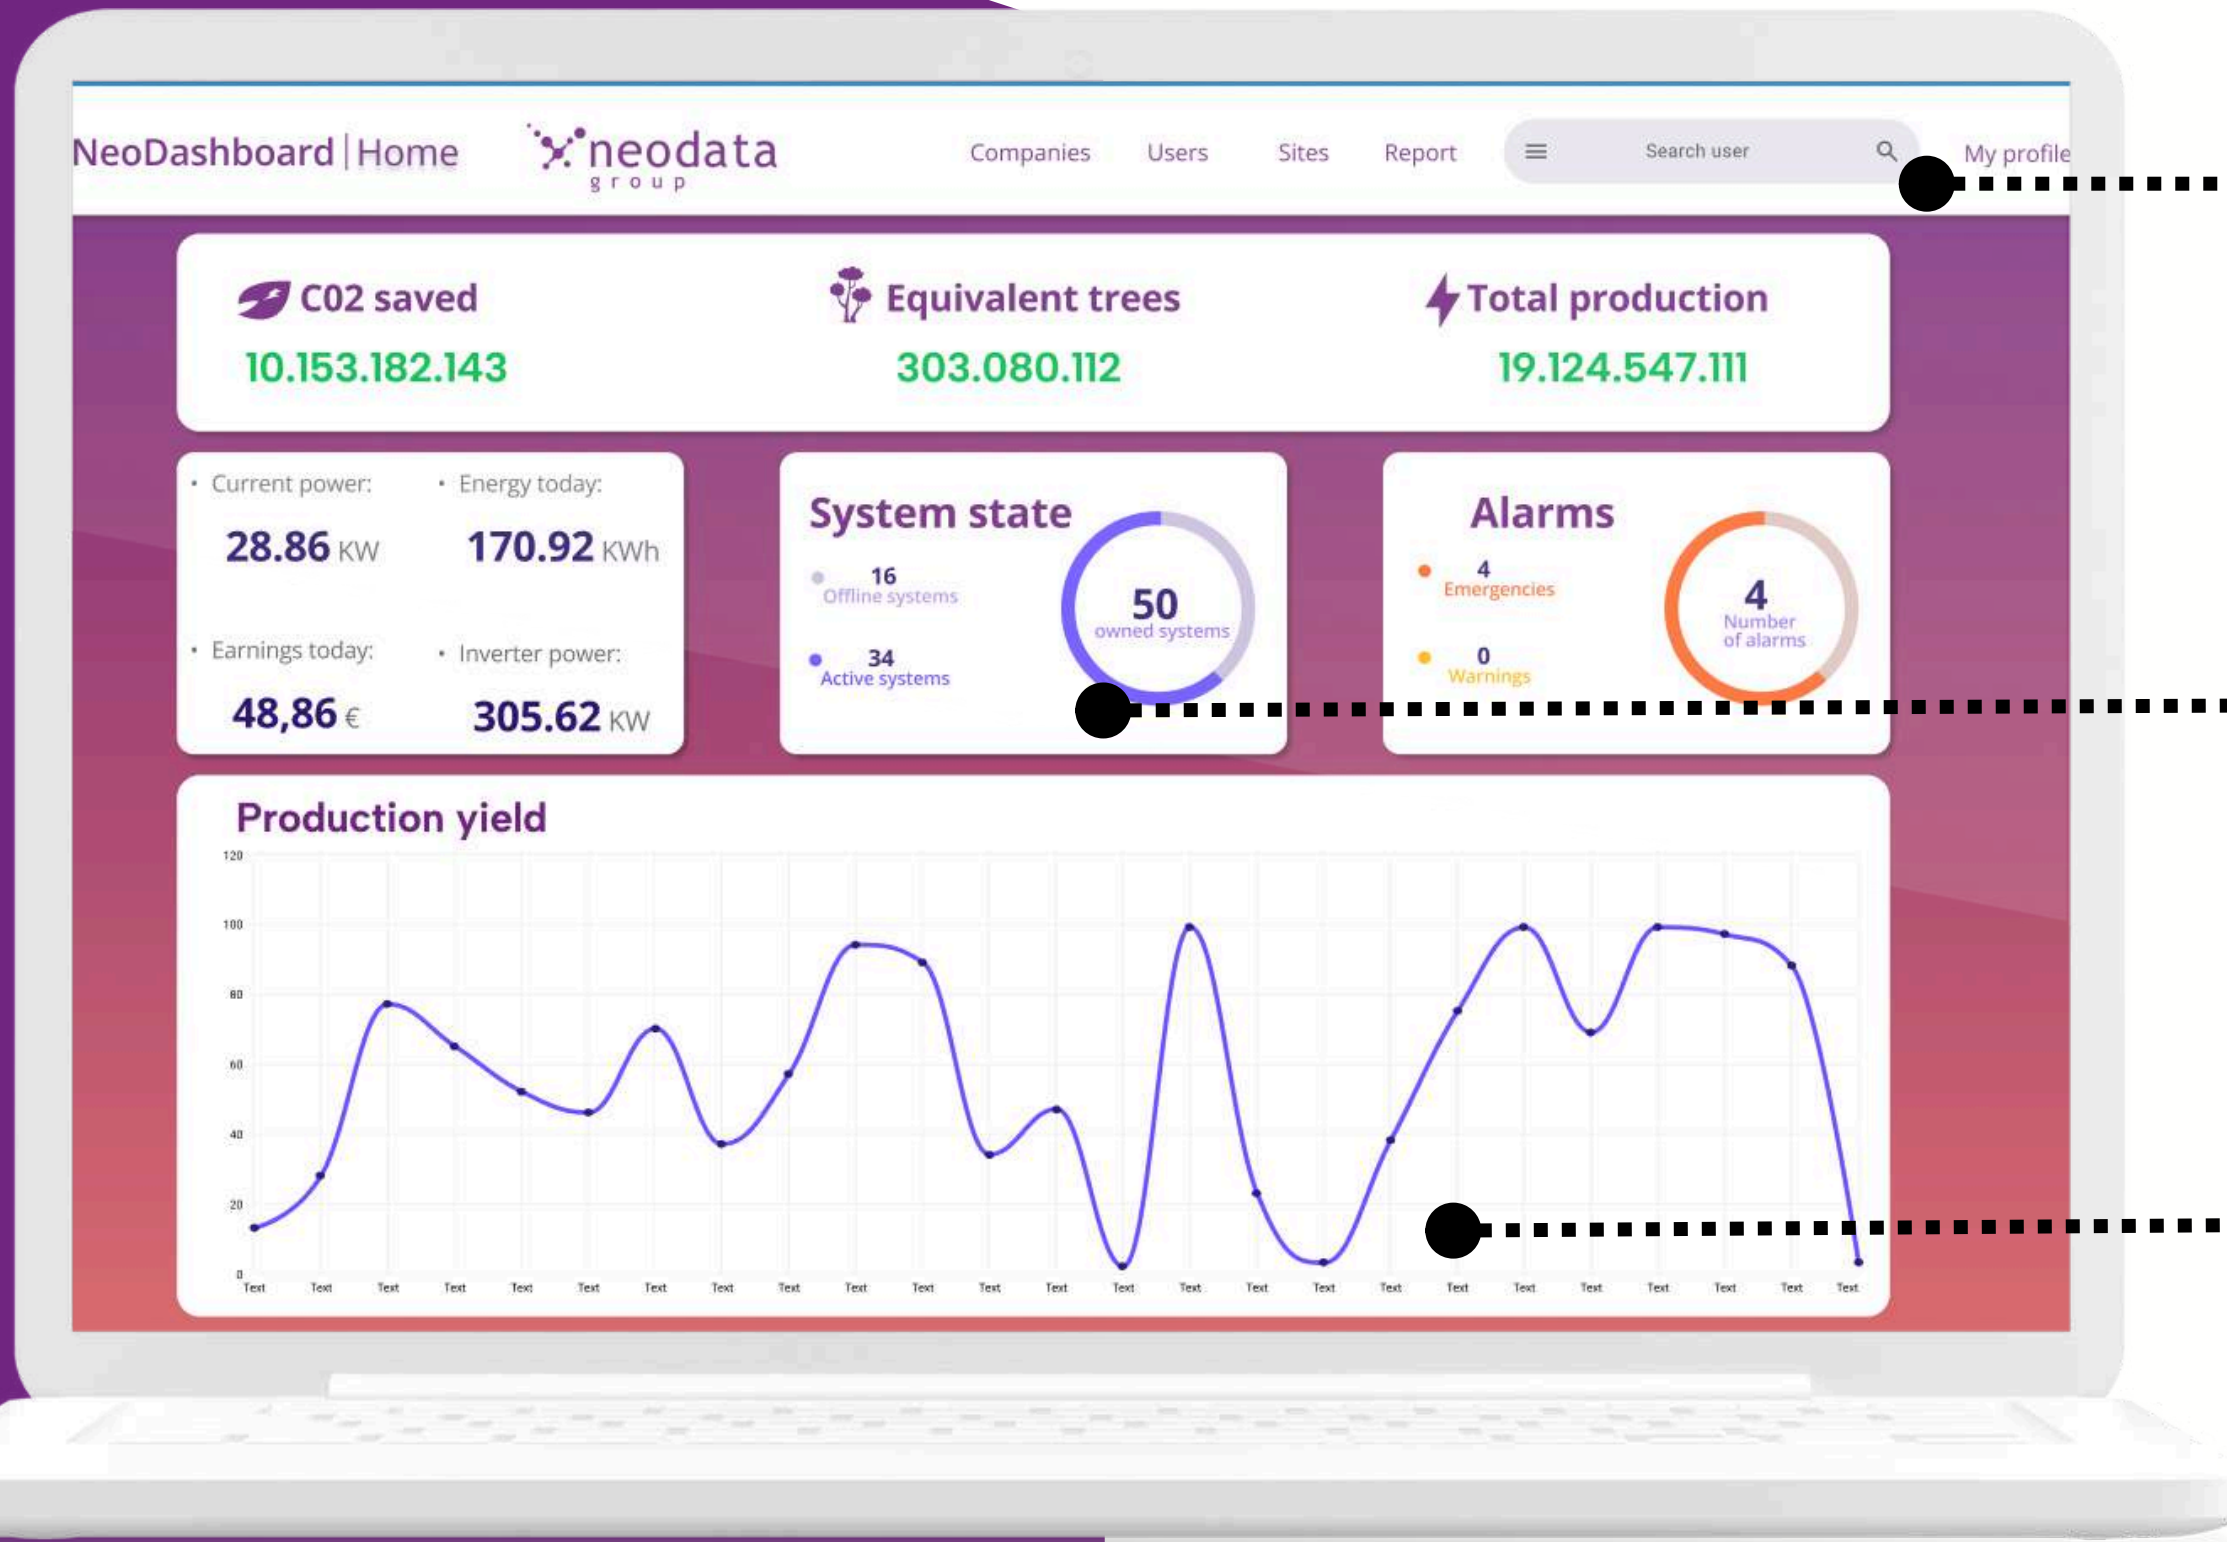 NeoDashboard | Home
neodata
group
Companies Users Sites Report Search user My profile
C02 saved Equivalent trees Total production
10.153.182.143 303.080.112 19.124.547.111
• Current power: • Energy today:
28.86 KW 170.92 KWh
• Earnings today: • Inverter power:
48,86 € 305.62 KW
System state
16
Offline systems
34
Active systems
50
owned systems
Alarms
4
Emergencies
0
Warnings
4
Number
of alarms
Production yield
120
100
80
60
40
20
0
Text Text Text Text Text Text Text Text Text Text Text Text Text Text Text Text Text Text Text Text Text Text Text Text Text